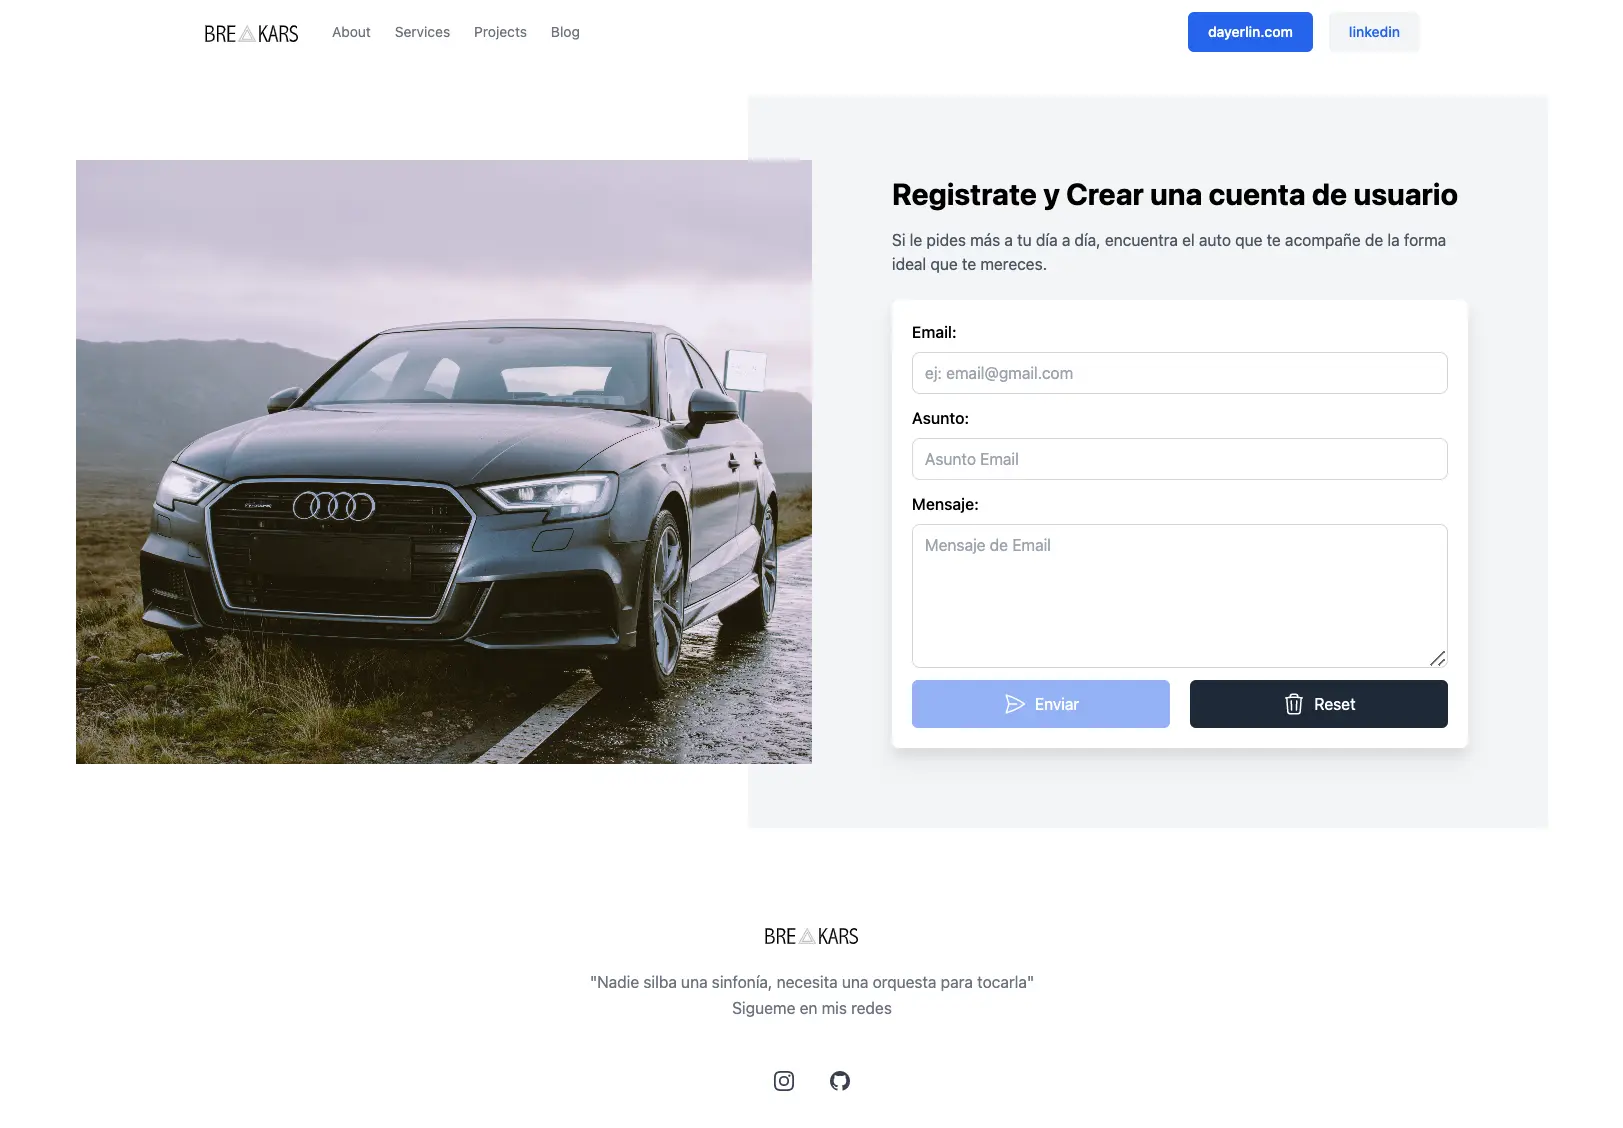 BRE KARS
About
Services
Projects
Blog
dayerlin.com
linkedin
Registrate y Crear una cuenta de usuario
Si le pides más a tu día a día, encuentra el auto que te acompañe de la forma
ideal que te mereces.
Email:
ej: email@gmail.com
Asunto:
Asunto Email
Mensaje:
Mensaje de Email
Enviar
Reset
BRE KARS
"Nadie silba una sinfonía, necesita una orquesta para tocarla"
Sigueme en mis redes